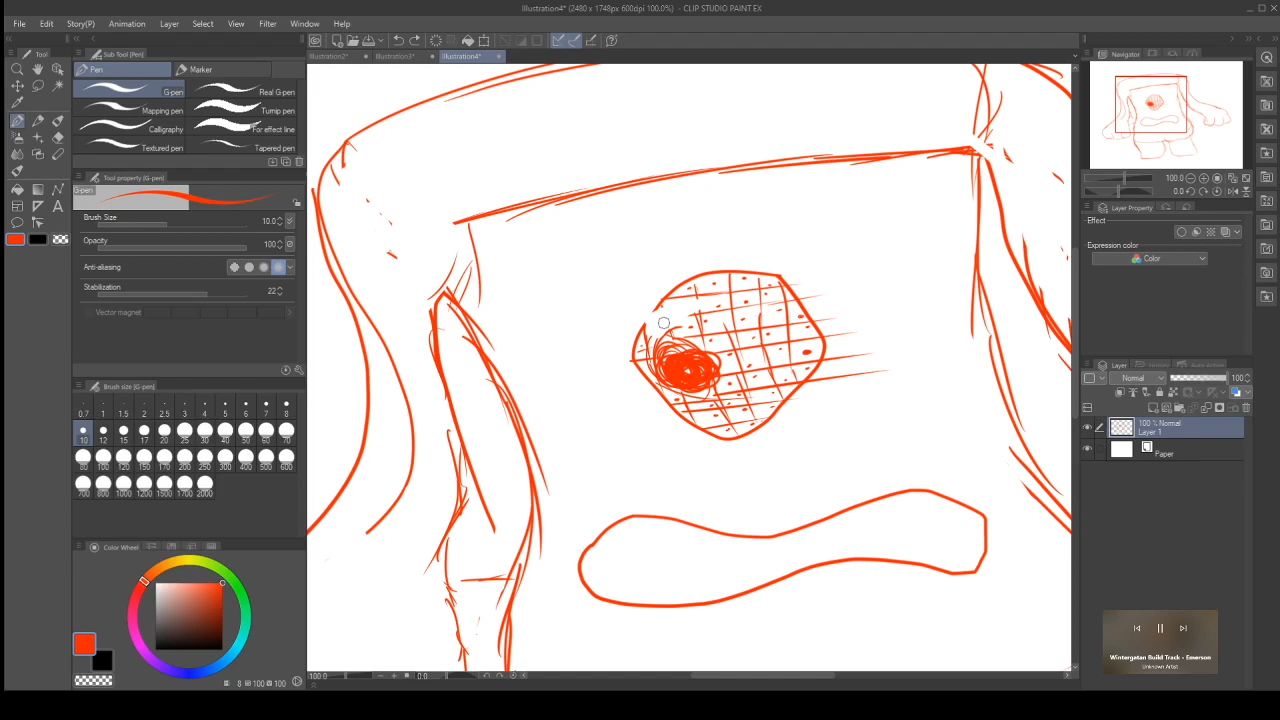 Illustration4* (2480 x 1748px 600dpi 100.0%) - CLIP STUDIO PAINT EX
File Edit Story(P) Animation Layer Select View Filter Window Help
Illustration2* Illustration3* Illustration4*
Tool
Sub Tool [Pen]
Navigator
Pen Marker
G-pen Real G-pen
Mapping pen Turnip pen
Calligraphy For effect line
Textured pen Tapered pen
Tool property [G-pen]
G-pen
Brush Size 10.0
Opacity 100
Anti-aliasing
Stabilization 22
Vector magnet
Brush size [G-pen]
0.7 1 1.5 2 2.5 3 4 5 6 7 8
10 12 15 17 20 25 30 40 50 60 70
80 100 120 150 170 200 250 300 400 500 600
700 800 1000 1200 1500 1700 2000
Color Wheel
8 100 100
100.0 0.0
100.0
0.0
Layer Property
Effect
Expression color
Color
Layer
Normal 100
100 % Normal
Layer 1
Paper
Wintergatan Build Track - Emerson
Unknown Artist